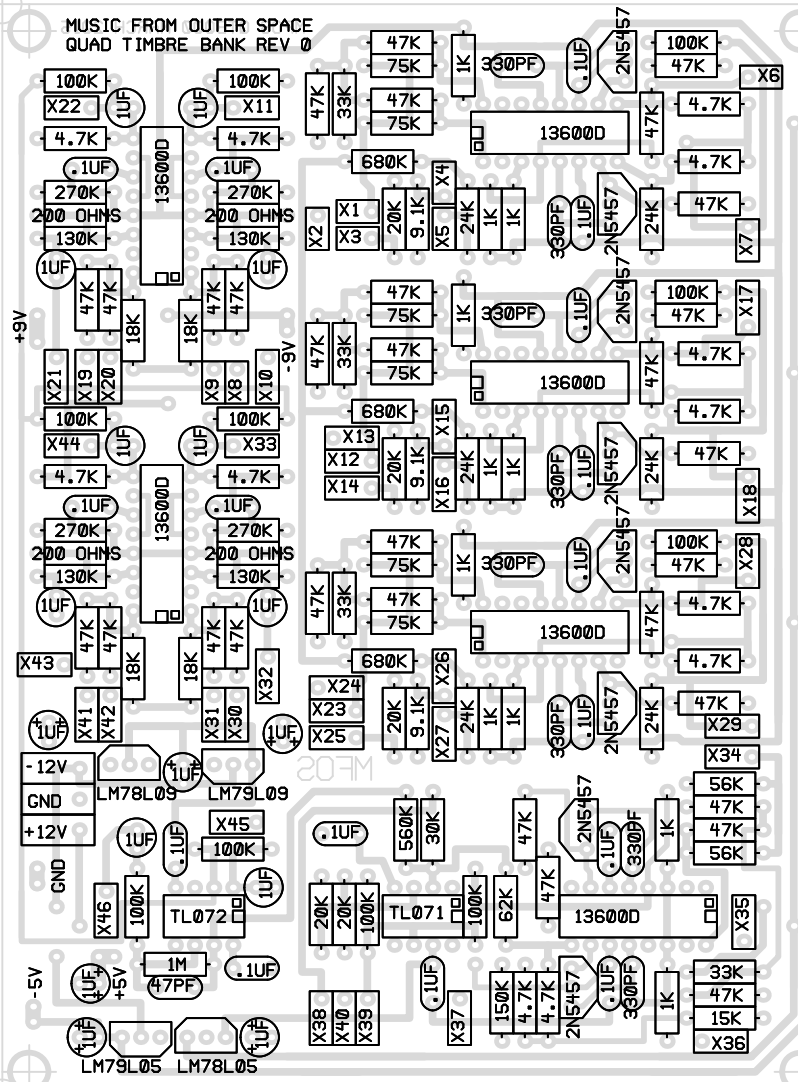 MUSIC FROM OUTER SPACE
QUAD TIMBRE BANK REV 0
100K
X22
1UF
1UF
100K
X11
4.7K
13600D
4.7K
.1UF
.1UF
270K
200 OHMS
130K
270K
200 OHMS
130K
1UF
1UF
47K
47K
18K
18K
47K
47K
+9V
-9V
X21
X19
X20
X9
X8
X10
100K
X44
1UF
1UF
100K
X33
4.7K
13600D
4.7K
.1UF
.1UF
270K
200 OHMS
130K
270K
200 OHMS
130K
1UF
1UF
47K
47K
18K
18K
47K
47K
X43
X32
X41
X42
X31
X30
+
1UF
+
1UF
+
1UF
-12V
GND
+12V
LM78L09
LM79L09
47K
75K
1K
330PF
.1UF
2N5457
100K
47K
X6
47K
33K
47K
75K
13600D
47K
4.7K
680K
4.7K
X4
X1
X2
X3
20K
9.1K
X5
24K
1K
1K
330PF
.1UF
2N5457
24K
47K
X7
47K
75K
1K
330PF
.1UF
2N5457
100K
47K
X17
47K
33K
47K
75K
13600D
47K
4.7K
680K
4.7K
X15
X13
X12
X14
20K
9.1K
X16
24K
1K
1K
330PF
.1UF
2N5457
24K
47K
X18
47K
75K
1K
330PF
.1UF
2N5457
100K
47K
X28
47K
33K
47K
75K
13600D
47K
4.7K
680K
4.7K
X26
X24
X23
X25
20K
9.1K
X27
24K
1K
1K
330PF
.1UF
2N5457
24K
47K
X29
X34
MFOS
GND
1UF
.1UF
X45
100K
1UF
X46
100K
TL072
.1UF
560K
30K
47K
2N5457
.1UF
330PF
1K
56K
47K
47K
56K
20K
20K
100K
TL071
100K
62K
47K
13600D
X35
-5V
+
1UF
+5V
1M
47PF
.1UF
X38
X40
X39
.1UF
X37
150K
4.7K
4.7K
2N5457
.1UF
330PF
1K
33K
47K
15K
X36
+
1UF
LM79L05
LM78L05
+
1UF